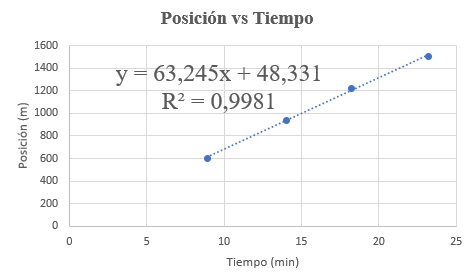 Posición vs Tiempo
y = 63,245x + 48,331
R² = 0,9981
Posición (m)
1600
1400
1200
1000
800
600
400
200
0
0 5 10 15 20 25
Tiempo (min)